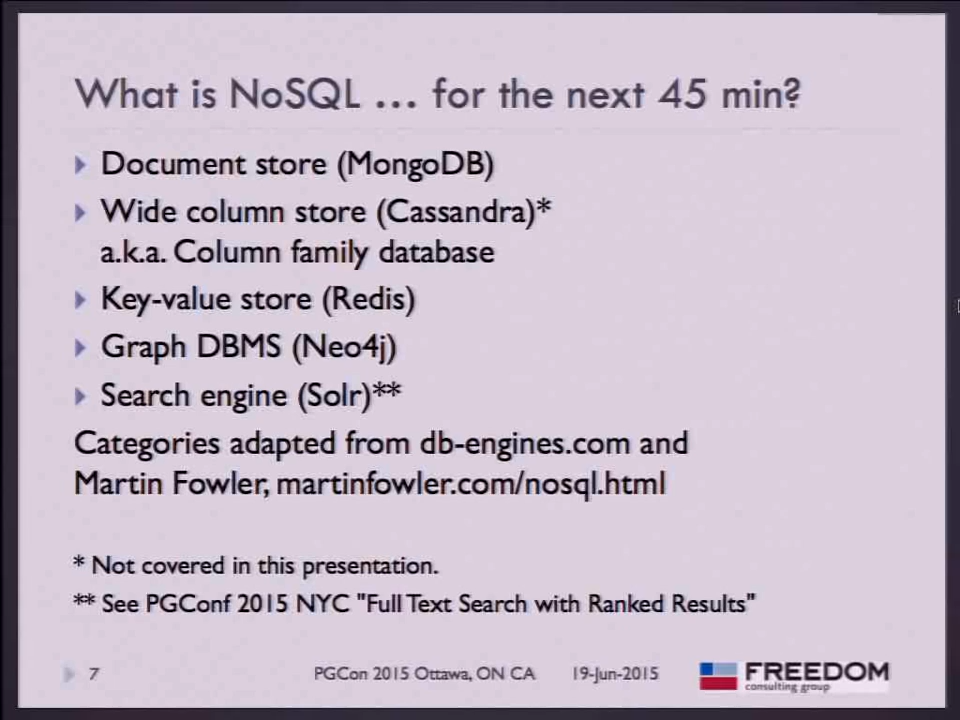 What is NoSQL ... for the next 45 min?
Document store (MongoDB)
Wide column store (Cassandra)*
a.k.a. Column family database
Key-value store (Redis)
Graph DBMS (Neo4j)
Search engine (Solr)**
Categories adapted from db-engines.com and
Martin Fowler, martinfowler.com/nosql.html
* Not covered in this presentation.
** See PGConf 2015 NYC "Full Text Search with Ranked Results"
7 PGCon 2015 Ottawa, ON CA 19-Jun-2015 FREEDOM
consulting group